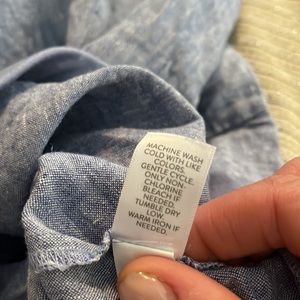 MACHINE WASH
COLD WITH LIKE
COLORS.
GENTLE CYCLE.
ONLY NON-
CHLORINE
BLEACH IF
NEEDED.
TUMBLE DRY
LOW.
WARM IRON IF
NEEDED.